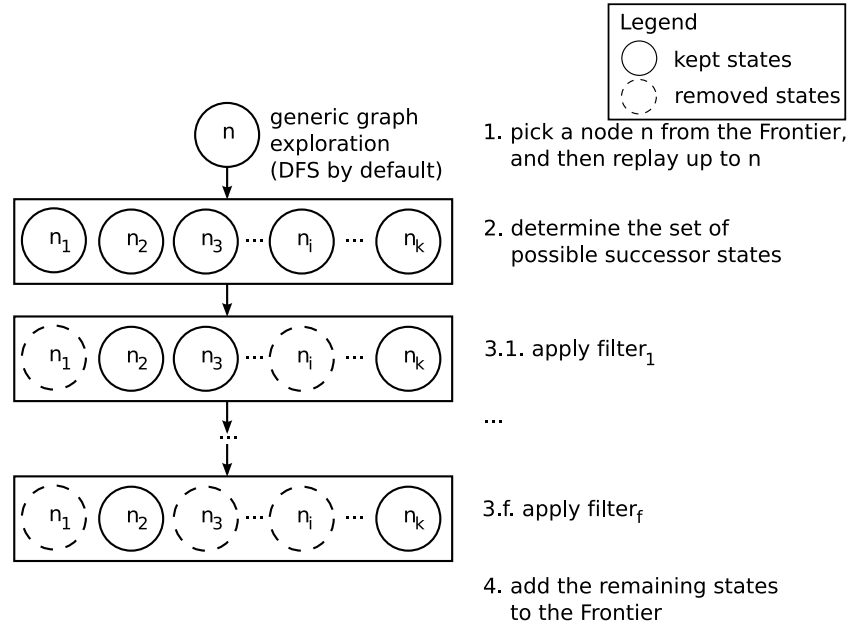 Legend
kept states
removed states
n
generic graph
exploration
(DFS by default)
1. pick a node n from the Frontier,
and then replay up to n
n1 n2 n3 ... ni ... nk
2. determine the set of
possible successor states
n1 n2 n3 ... ni ... nk
3.1. apply filter1
...
...
n1 n2 n3 ... ni ... nk
3.f. apply filterf
4. add the remaining states
to the Frontier